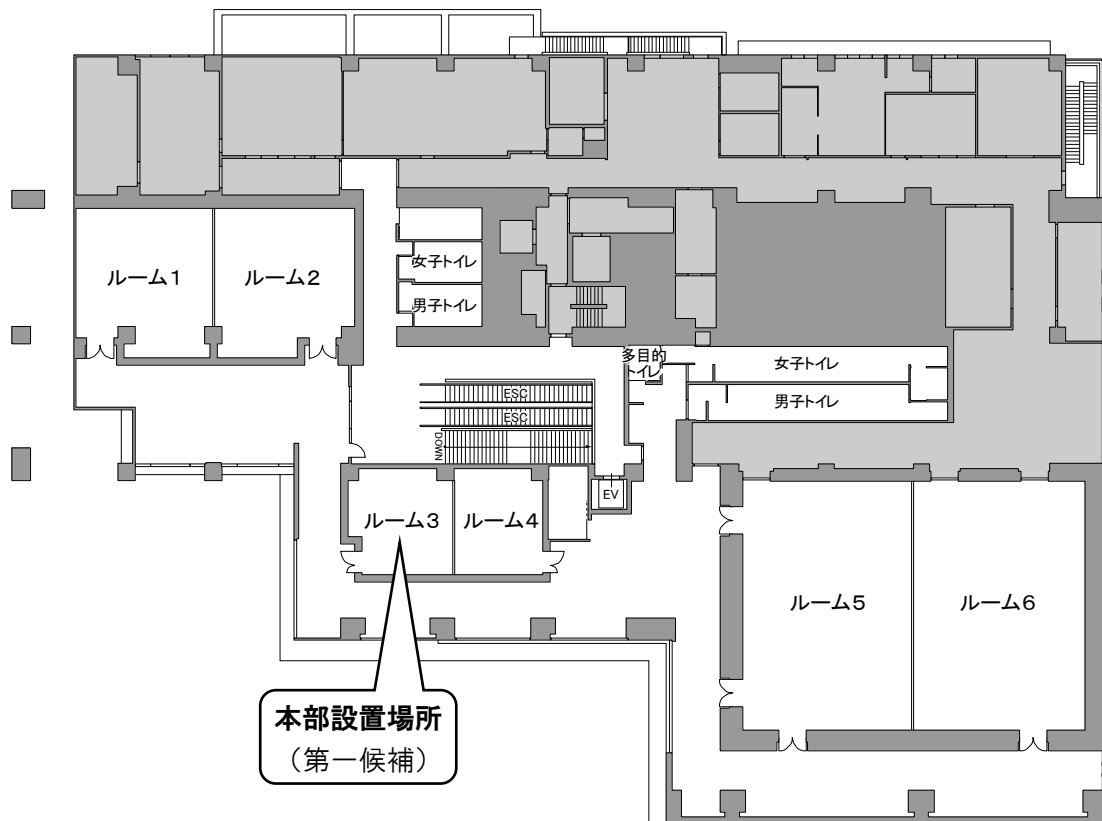 ルーム1
ルーム2
女子トイレ
男子トイレ
多目的
トイレ
女子トイレ
男子トイレ
ESC
ESC
DOWN
EV
ルーム3
ルーム4
ルーム5
ルーム6
本部設置場所
（第一候補）